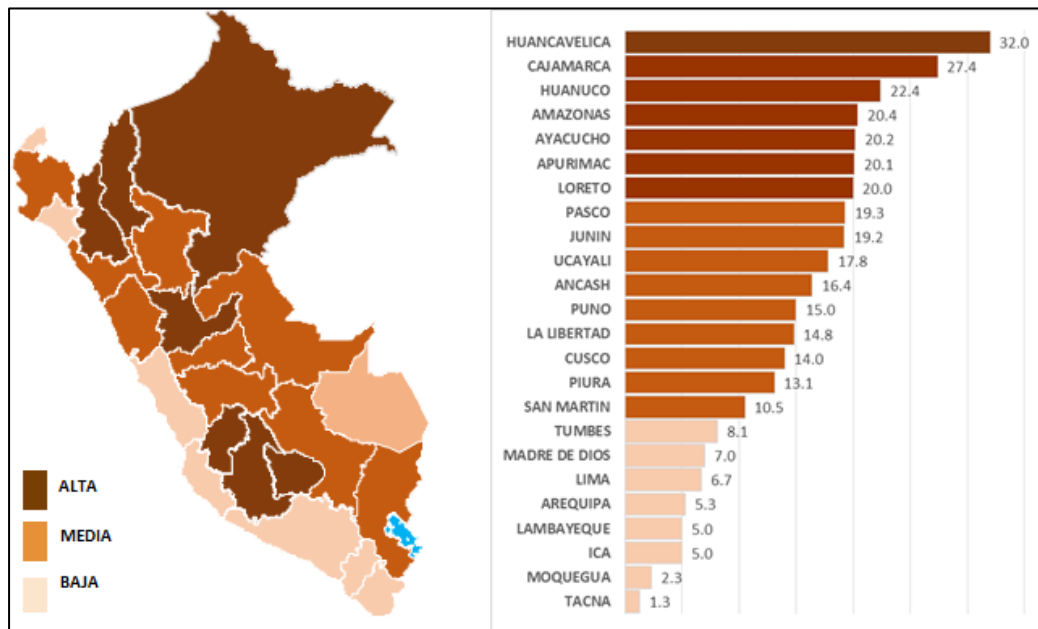 ALTA
MEDIA
BAJA
HUANCAVELICA 32.0
CAJAMARCA 27.4
HUANUCO 22.4
AMAZONAS 20.4
AYACUCHO 20.2
APURIMAC 20.1
LORETO 20.0
PASCO 19.3
JUNIN 19.2
UCAYALI 17.8
ANCASH 16.4
PUNO 15.0
LA LIBERTAD 14.8
CUSCO 14.0
PIURA 13.1
SAN MARTIN 10.5
TUMBES 8.1
MADRE DE DIOS 7.0
LIMA 6.7
AREQUIPA 5.3
LAMBAYEQUE 5.0
ICA 5.0
MOQUEGUA 2.3
TACNA 1.3